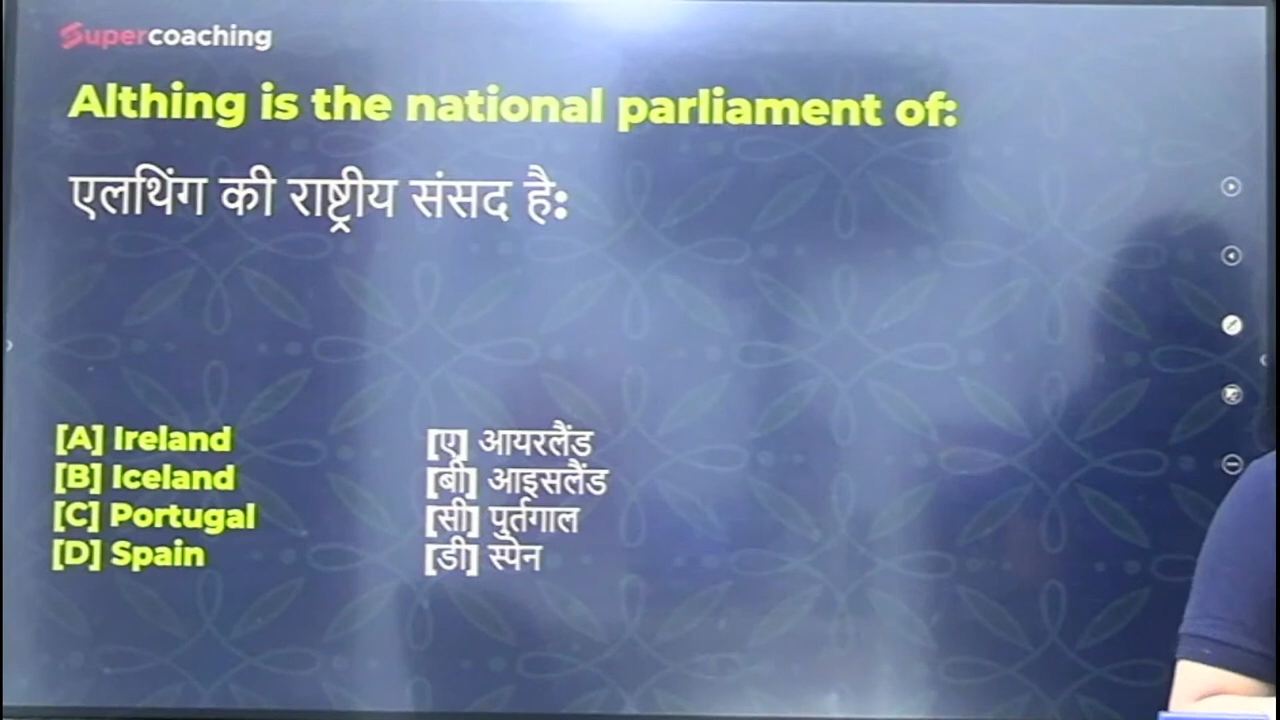 Supercoaching
Althing is the national parliament of:
एलथिंग की राष्ट्रीय संसद है:
[A] Ireland
[B] Iceland
[C] Portugal
[D] Spain
[ए] आयरलैंड
[बी] आइसलैंड
[सी] पुर्तगाल
[डी] स्पेन